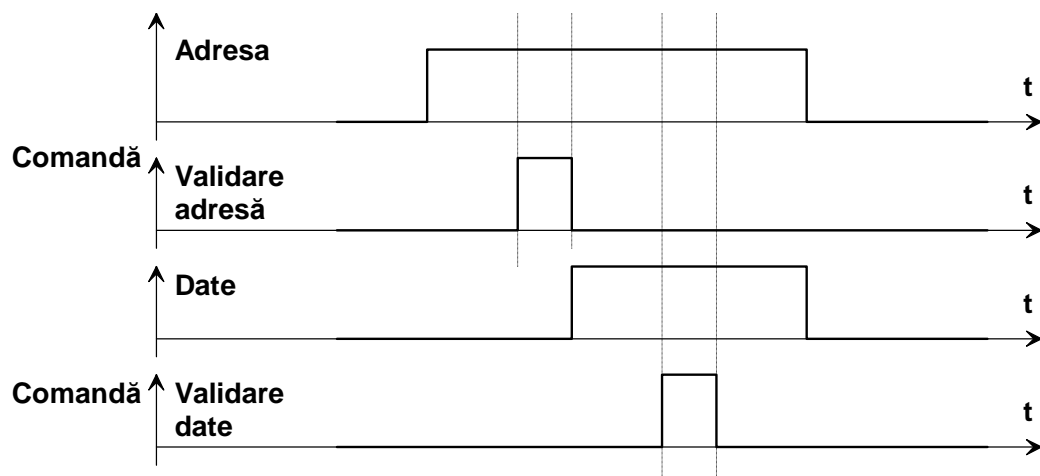 Adresa
t
Comandă
Validare
adresă
t
Date
t
Comandă
Validare
date
t